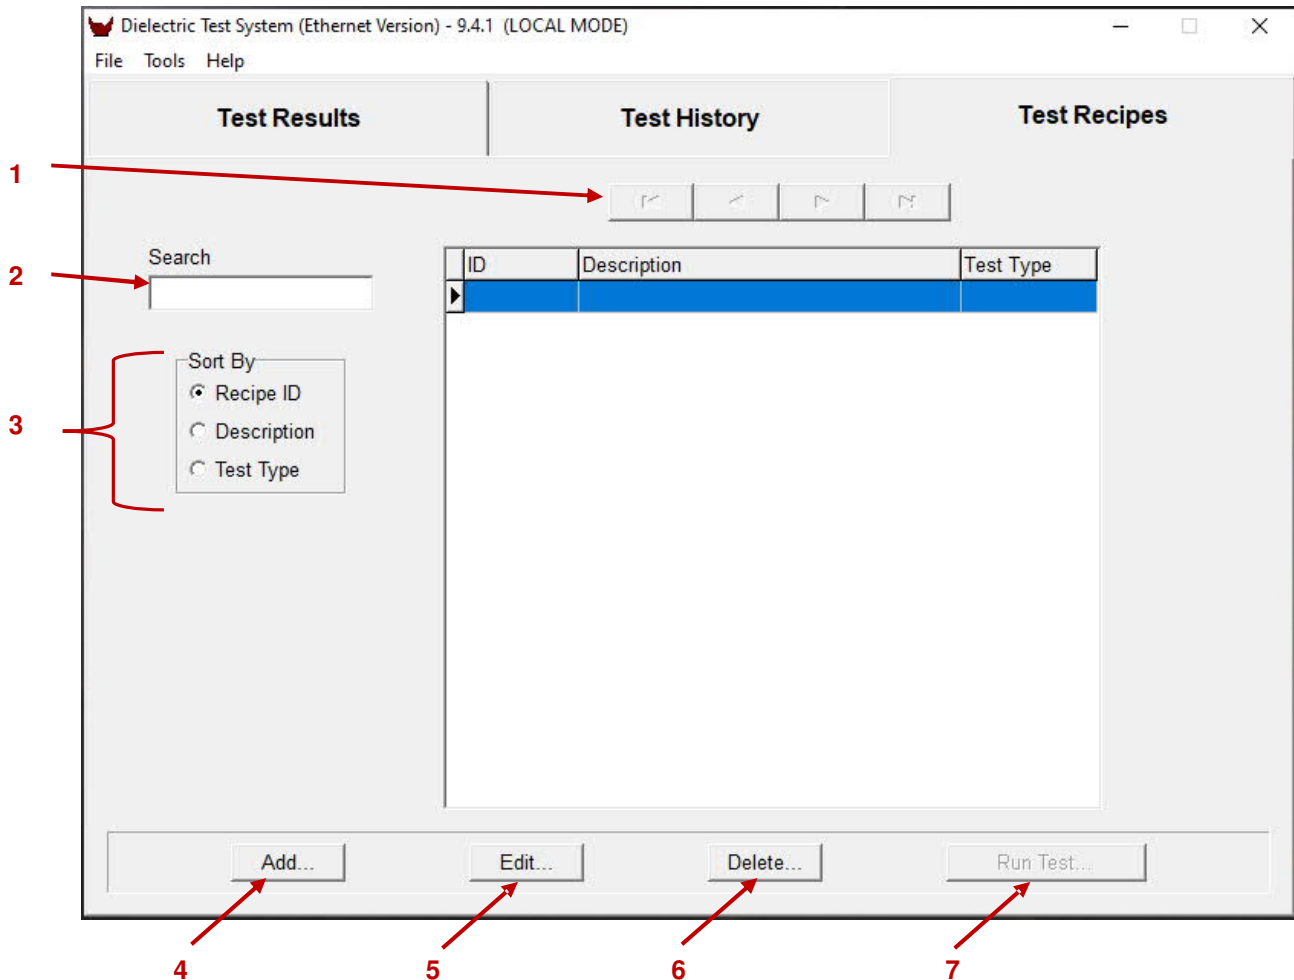 Dielectric Test System (Ethernet Version) - 9.4.1 (LOCAL MODE)
File Tools Help
Test Results Test History Test Recipes
1
Search
ID Description Test Type
2
Sort By
Recipe ID
3
Description
Test Type
Add... Edit... Delete... Run Test...
4 5 6 7